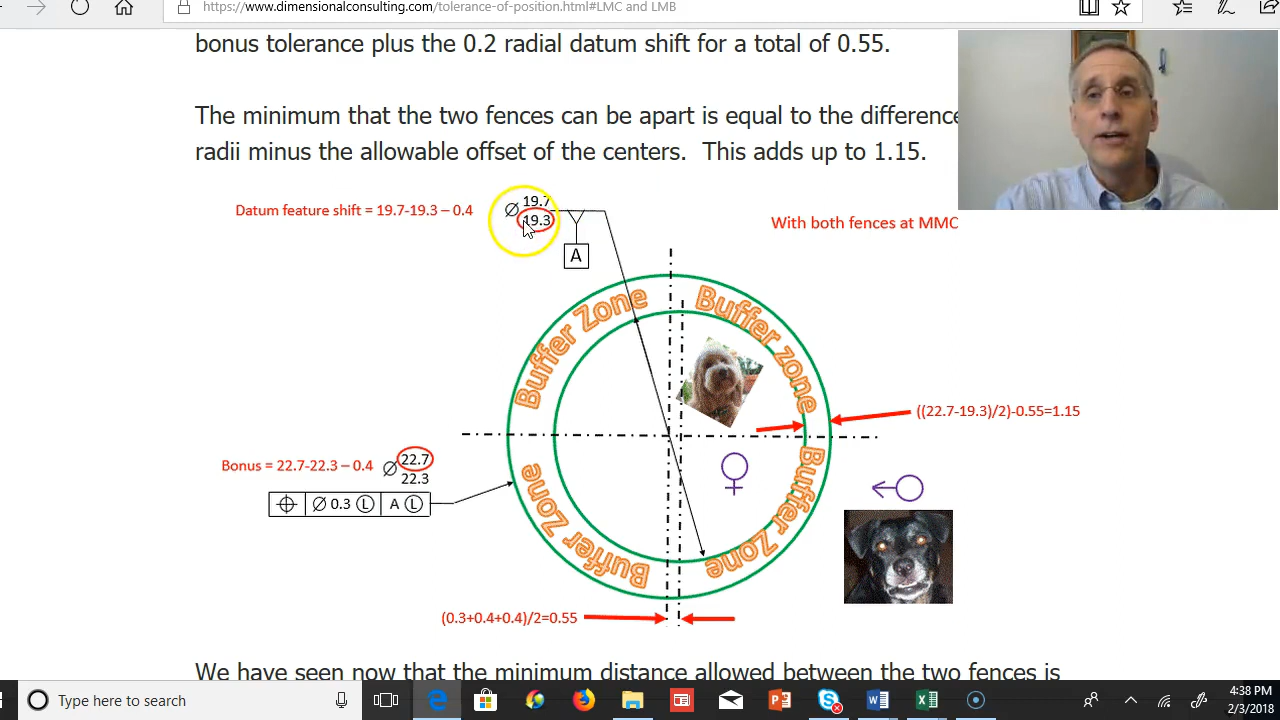 https://www.dimensionalconsulting.com/tolerance-of-position.html#LMC and LMB
bonus tolerance plus the 0.2 radial datum shift for a total of 0.55.
The minimum that the two fences can be apart is equal to the difference
radii minus the allowable offset of the centers.  This adds up to 1.15.
Datum feature shift = 19.7-19.3 – 0.4
∅ 19.7
19.3
A
With both fences at MMC
Buffer Zone
Buffer zone
((22.7-19.3)/2)-0.55=1.15
Bonus = 22.7-22.3 – 0.4
∅ 22.7
22.3
⌖ ∅ 0.3 Ⓛ A Ⓛ
Buffer Zone
Buffer Zone
Buffer Zone
(0.3+0.4+0.4)/2=0.55
We have seen now that the minimum distance allowed between the two fences is
Type here to search
4:38 PM
2/3/2018